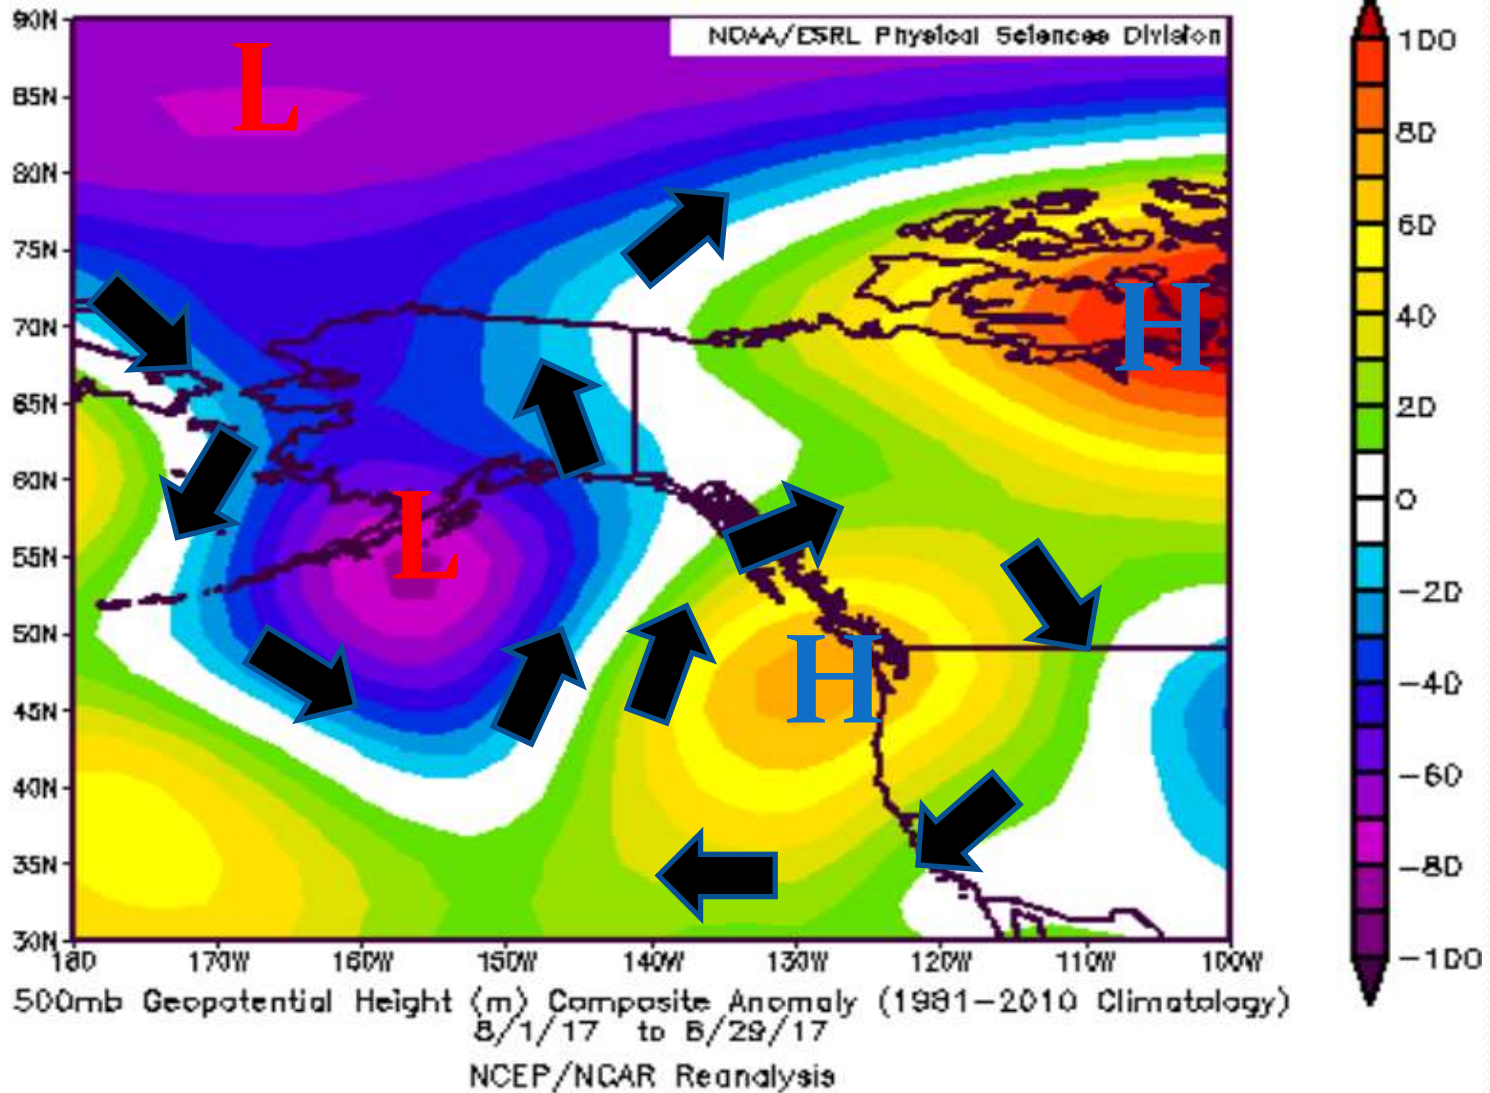 90N
NOAA/ESRL Physical Sciences Division
L
85N
80N
75N
70N
H
65N
60N
L
55N
50N
H
45N
40N
35N
30N
180 170W 160W 150W 140W 130W 120W 110W 100W
100
80
60
40
20
0
−20
−40
−60
−80
−100
500mb Geopotential Height (m) Composite Anomaly (1981−2010 Climatology)
8/1/17 to 8/29/17
NCEP/NCAR Reanalysis